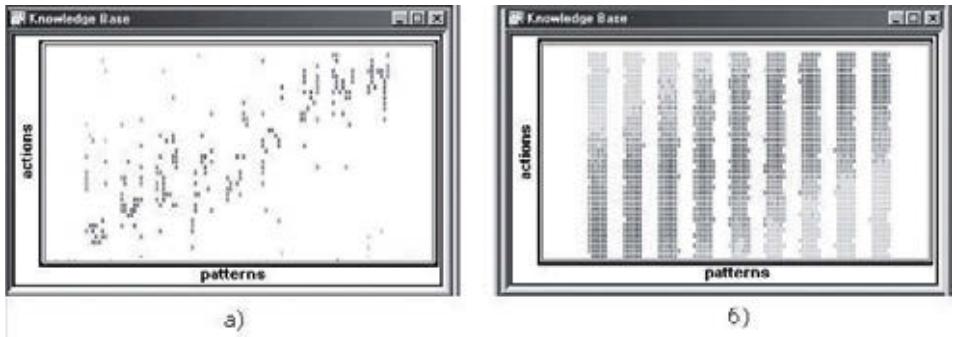 Knowledge Base
actions
patterns
а)
Knowledge Base
actions
patterns
б)